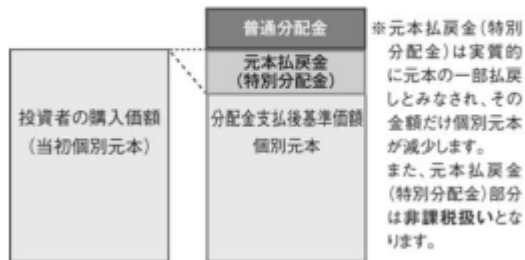 普通分配金
元本払戻金
(特別分配金)
投資者の購入価額
(当初個別元本)
分配金支払後基準価額
個別元本
※元本払戻金(特別
分配金)は実質的
に元本の一部払戻
しとみなされ、その
金額だけ個別元本
が減少します。
また、元本払戻金
(特別分配金)部分
は非課税扱いとな
ります。